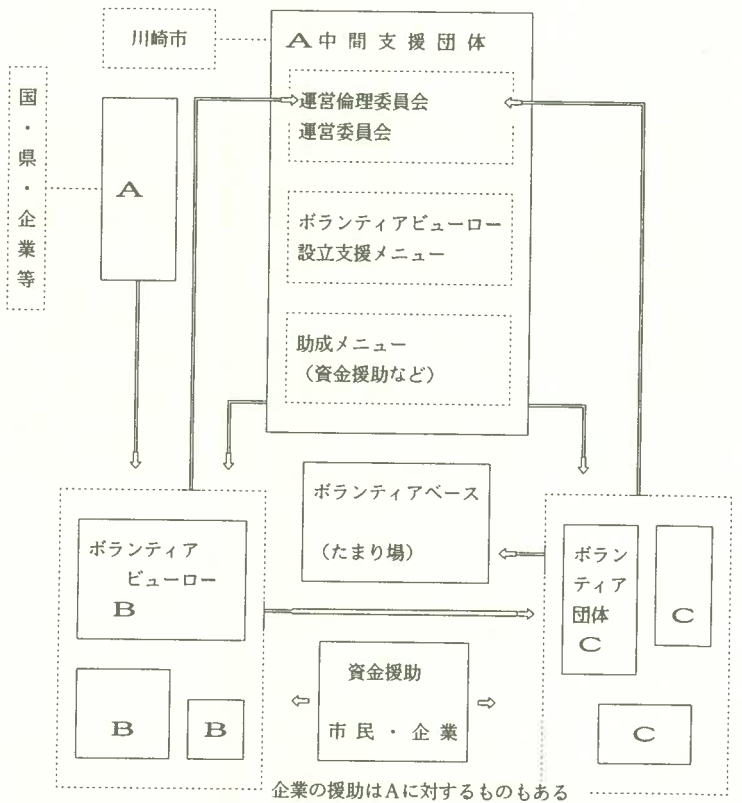 川崎市
A中間支援団体
国・県・企業等
A
運営倫理委員会
運営委員会
ボランティアビューロー
設立支援メニュー
助成メニュー
（資金援助など）
ボランティアベース
（たまり場）
ボランティア
ビューロー
B
B
B
ボラン
ティア
団体
C
C
C
資金援助
市民・企業
企業の援助はAに対するものもある